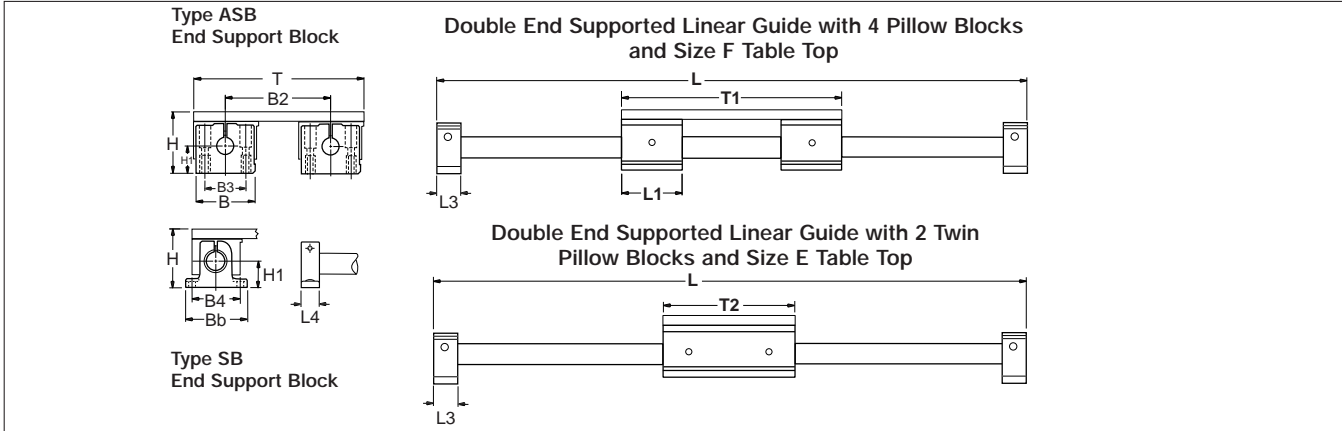 Type ASB
End Support Block
T
B2
H
H1
B3
B
H
H1
B4
Bb
L4
Type SB
End Support Block
Double End Supported Linear Guide with 4 Pillow Blocks
and Size F Table Top
L
T1
L1
L3
Double End Supported Linear Guide with 2 Twin
Pillow Blocks and Size E Table Top
L
T2
L3